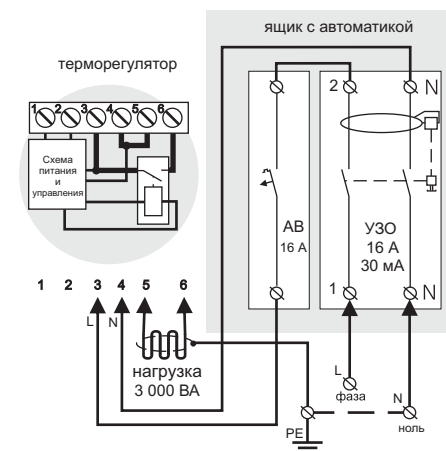 ящик с автоматикой
терморегулятор
1 2 3 4 5 6
Схема
питания
и
управления
2 N
АВ
16 А
УЗО
16 А
30 мА
1 N
1 2 3 4 5 6
L N
нагрузка
3 000 ВА
L
фаза
N
ноль
PE